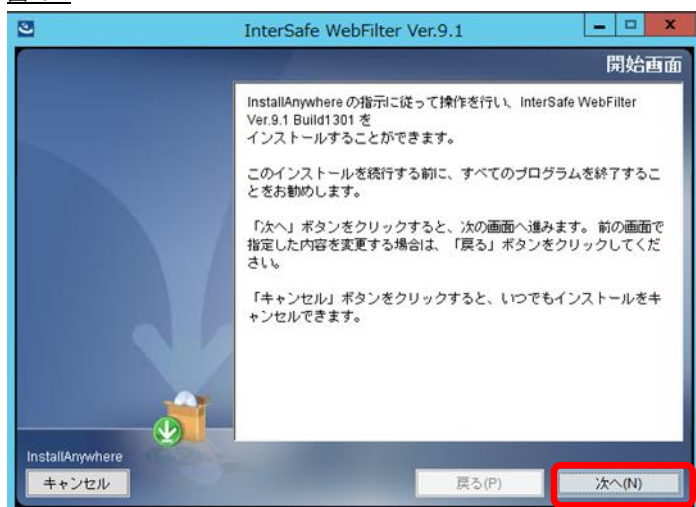 InterSafe WebFilter Ver.9.1
開始画面
InstallAnywhere の指示に従って操作を行い、InterSafe WebFilter
Ver.9.1 Build1301 を
インストールすることができます。
このインストールを続行する前に、すべてのプログラムを終了するこ
とをお勧めします。
「次へ」ボタンをクリックすると、次の画面へ進みます。前の画面で
指定した内容を変更する場合は、「戻る」ボタンをクリックしてくだ
さい。
「キャンセル」ボタンをクリックすると、いつでもインストールをキ
ャンセルできます。
InstallAnywhere
キャンセル
戻る(P)
次へ(N)